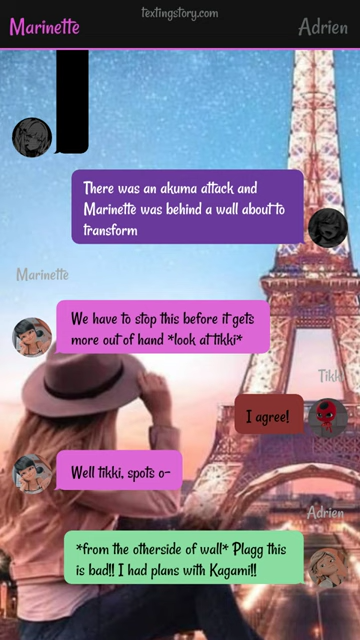 textingstory.com
Marinette
Adrien
There was an akuma attack and
Marinette was behind a wall about to
transform
Marinette
We have to stop this before it gets
more out of hand *look at tikki*
Tikki
I agree!
Well tikki, spots o-
Adrien
*from the otherside of wall* Plagg this
is bad!! I had plans with Kagami!!